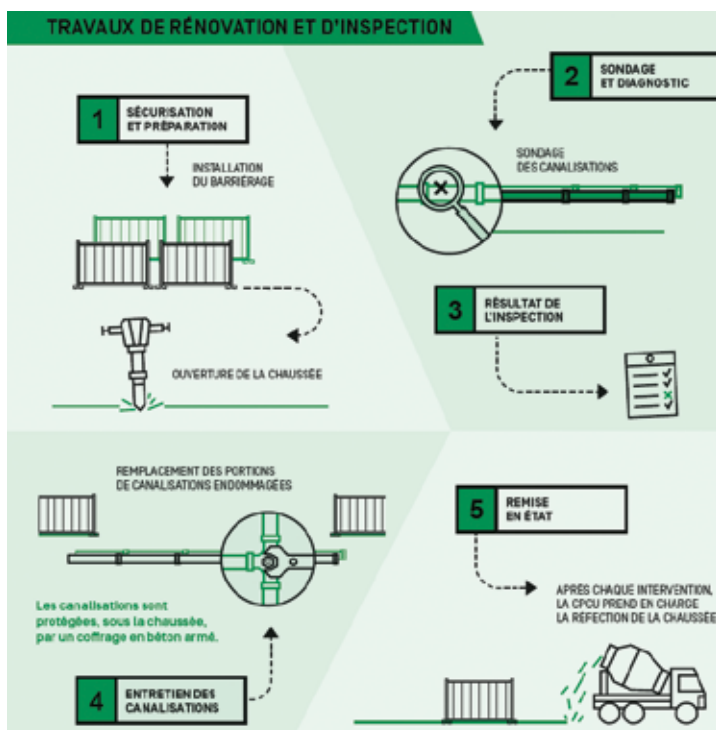 TRAVAUX DE RÉNOVATION ET D'INSPECTION
1
SÉCURISATION
ET PRÉPARATION
INSTALLATION
DU BARRIÉRAGE
OUVERTURE DE LA CHAUSSÉE
2
SONDAGE
ET DIAGNOSTIC
SONDAGE
DES CANALISATIONS
3
RÉSULTAT DE
L'INSPECTION
REMPLACEMENT DES PORTIONS
DE CANALISATIONS ENDOMMAGÉES
Les canalisations sont
protégées, sous la chaussée,
par un coffrage en béton armé.
4
ENTRETIEN DES
CANALISATIONS
5
REMISE
EN ÉTAT
APRÈS CHAQUE INTERVENTION,
LA CPCU PREND EN CHARGE
LA RÉFECTION DE LA CHAUSSÉE